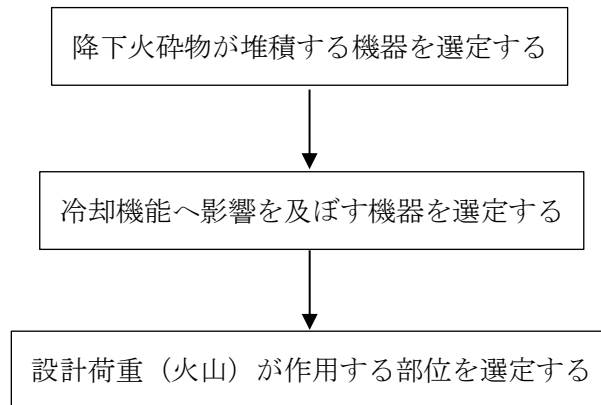 降下火砕物が堆積する機器を選定する
冷却機能へ影響を及ぼす機器を選定する
設計荷重（火山）が作用する部位を選定する